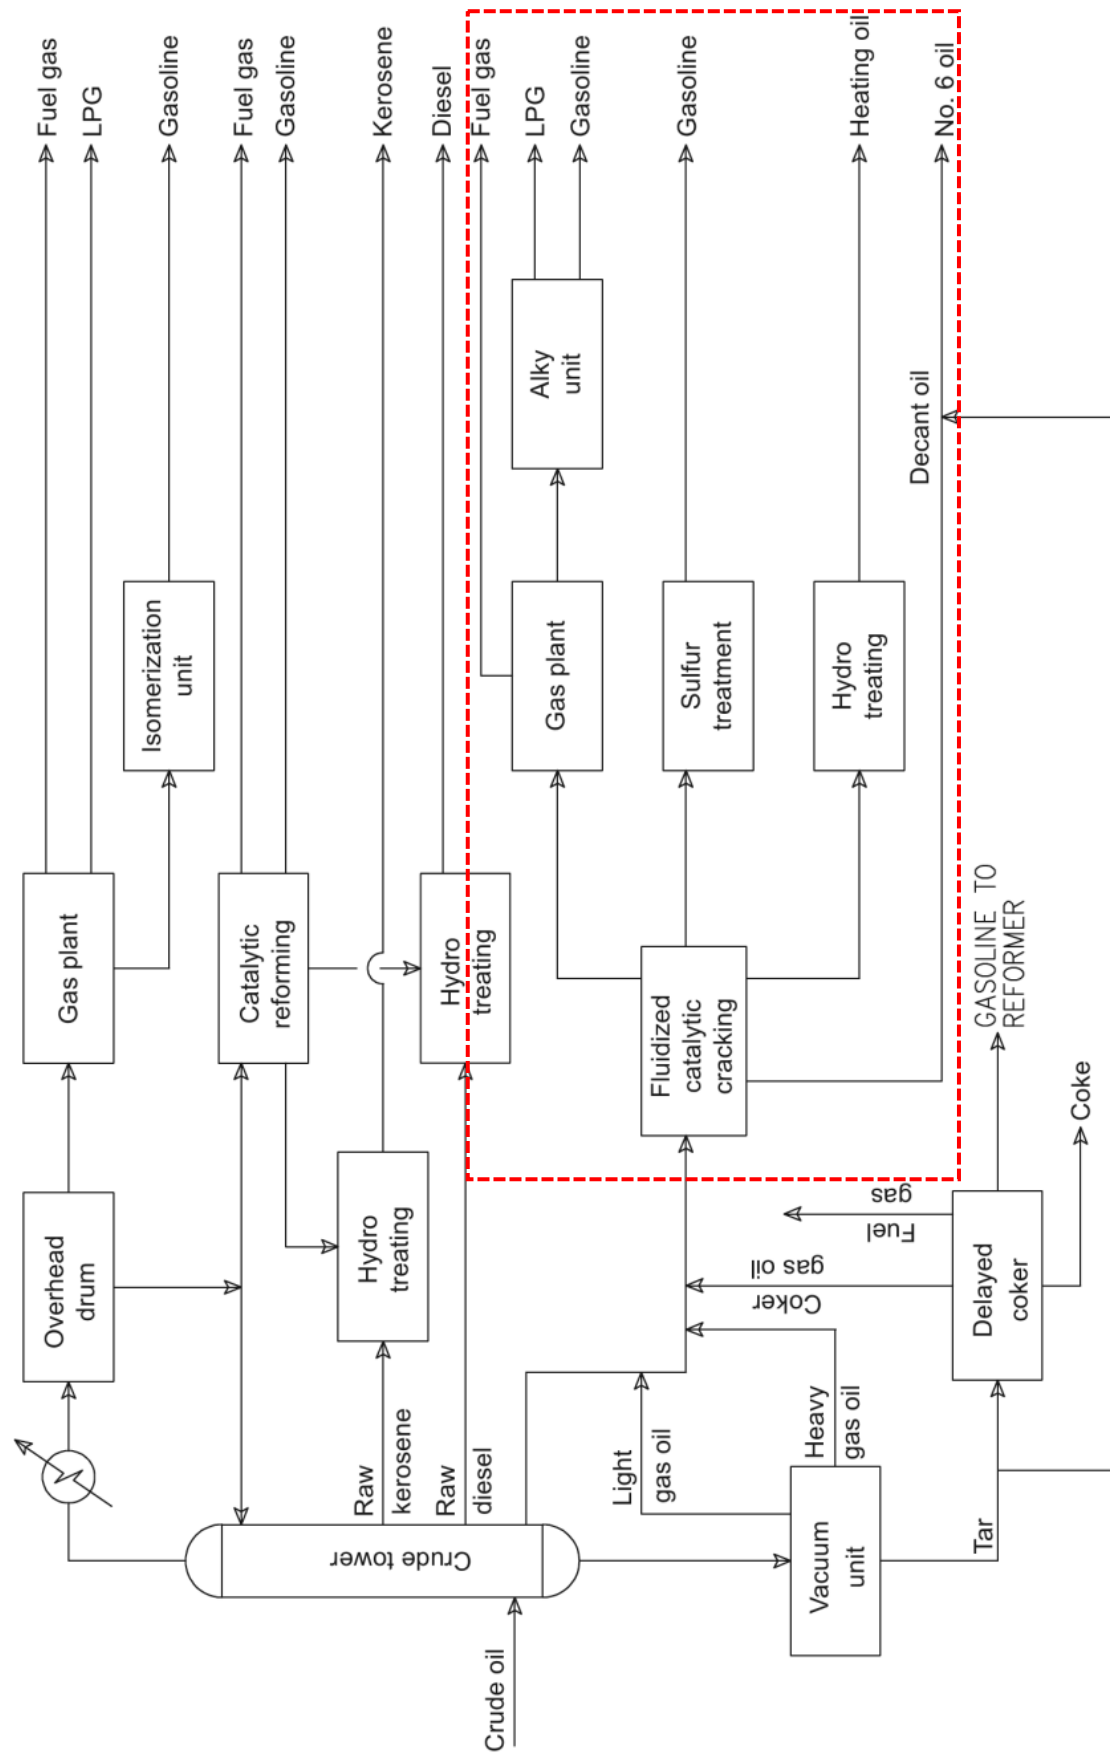 Fuel gas
LPG
Gasoline
Fuel gas
Gasoline
Kerosene
Diesel
Fuel gas
LPG
Gasoline
Gasoline
Heating oil
No. 6 oil
Alky
unit
Decant oil
Isomerization
unit
Gas plant
Sulfur
treatment
Hydro
treating
Gas plant
Catalytic
reforming
Hydro
treating
Fluidized
catalytic
cracking
GASOLINE TO
REFORMER
Coke
Overhead
drum
Hydro
treating
Fuel
gas
Coker
gas oil
Delayed
coker
Raw
kerosene
Raw
diesel
Light
gas oil
Heavy
gas oil
Crude tower
Vacuum
unit
Tar
Crude oil